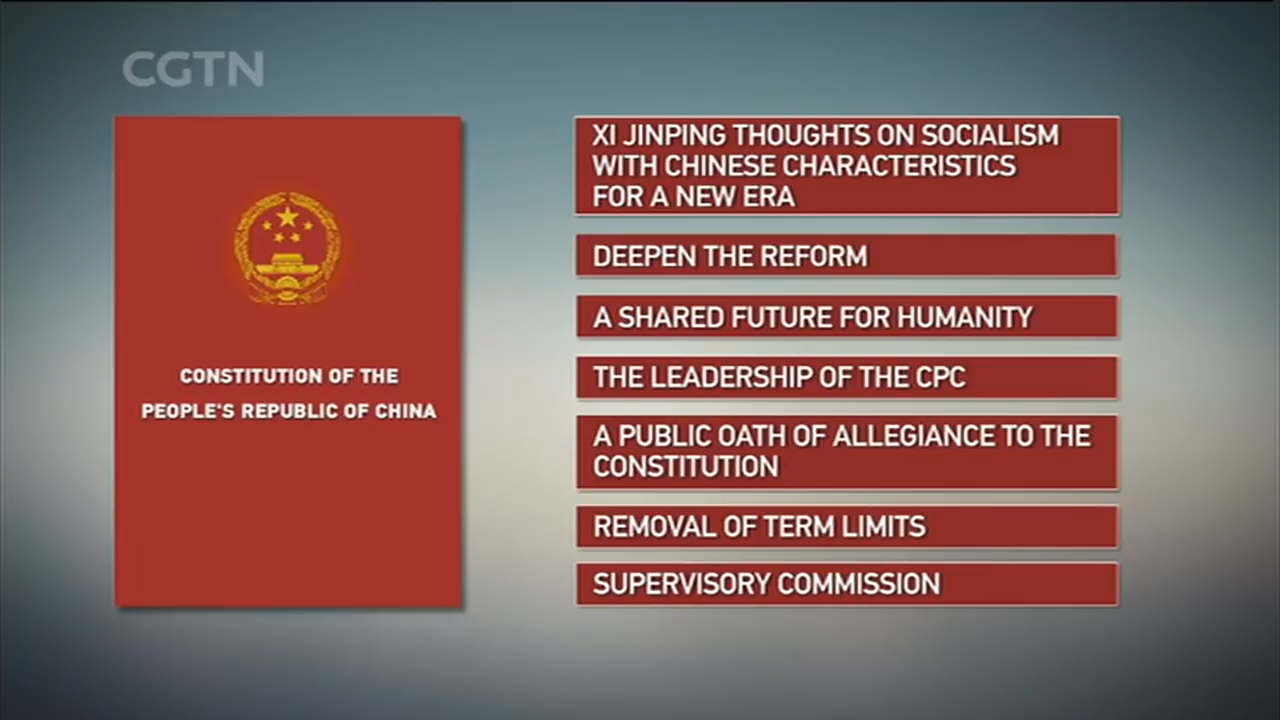 CGTN
CONSTITUTION OF THE
PEOPLE'S REPUBLIC OF CHINA
XI JINPING THOUGHTS ON SOCIALISM
WITH CHINESE CHARACTERISTICS
FOR A NEW ERA
DEEPEN THE REFORM
A SHARED FUTURE FOR HUMANITY
THE LEADERSHIP OF THE CPC
A PUBLIC OATH OF ALLEGIANCE TO THE
CONSTITUTION
REMOVAL OF TERM LIMITS
SUPERVISORY COMMISSION